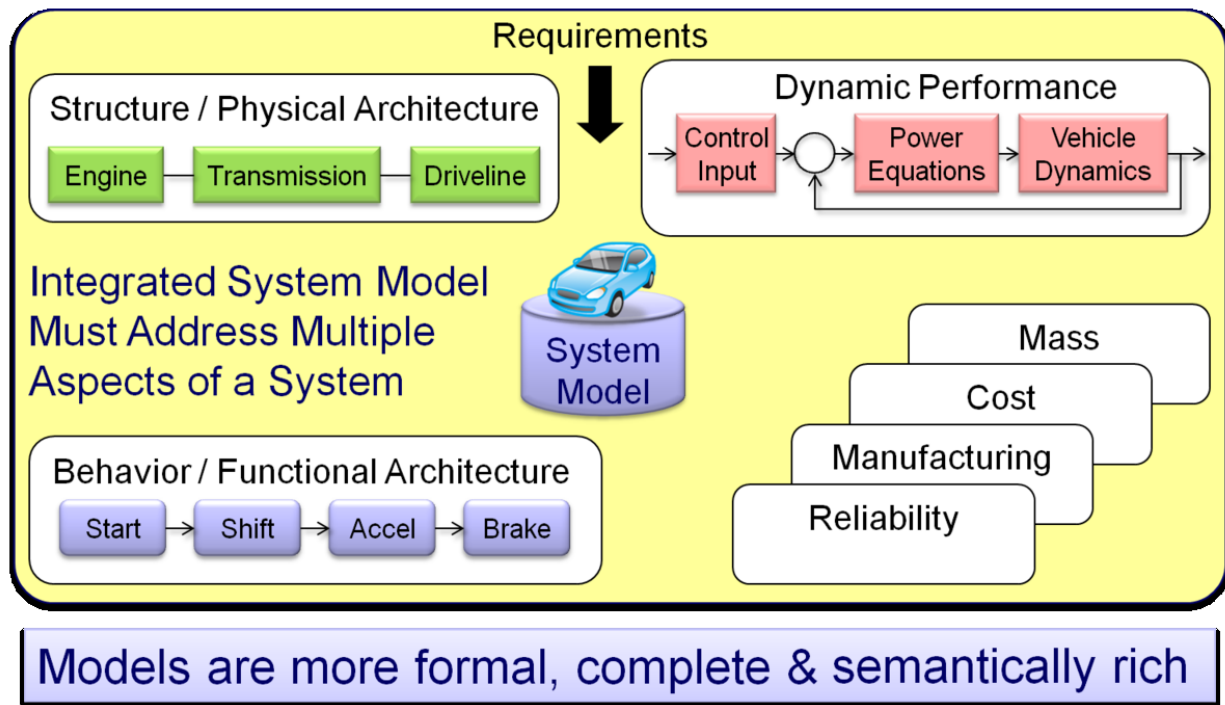 Requirements
Structure / Physical Architecture
Engine
Transmission
Driveline
Dynamic Performance
Control
Input
Power
Equations
Vehicle
Dynamics
Integrated System Model
Must Address Multiple
Aspects of a System
System
Model
Mass
Cost
Manufacturing
Reliability
Behavior / Functional Architecture
Start
Shift
Accel
Brake
Models are more formal, complete & semantically rich